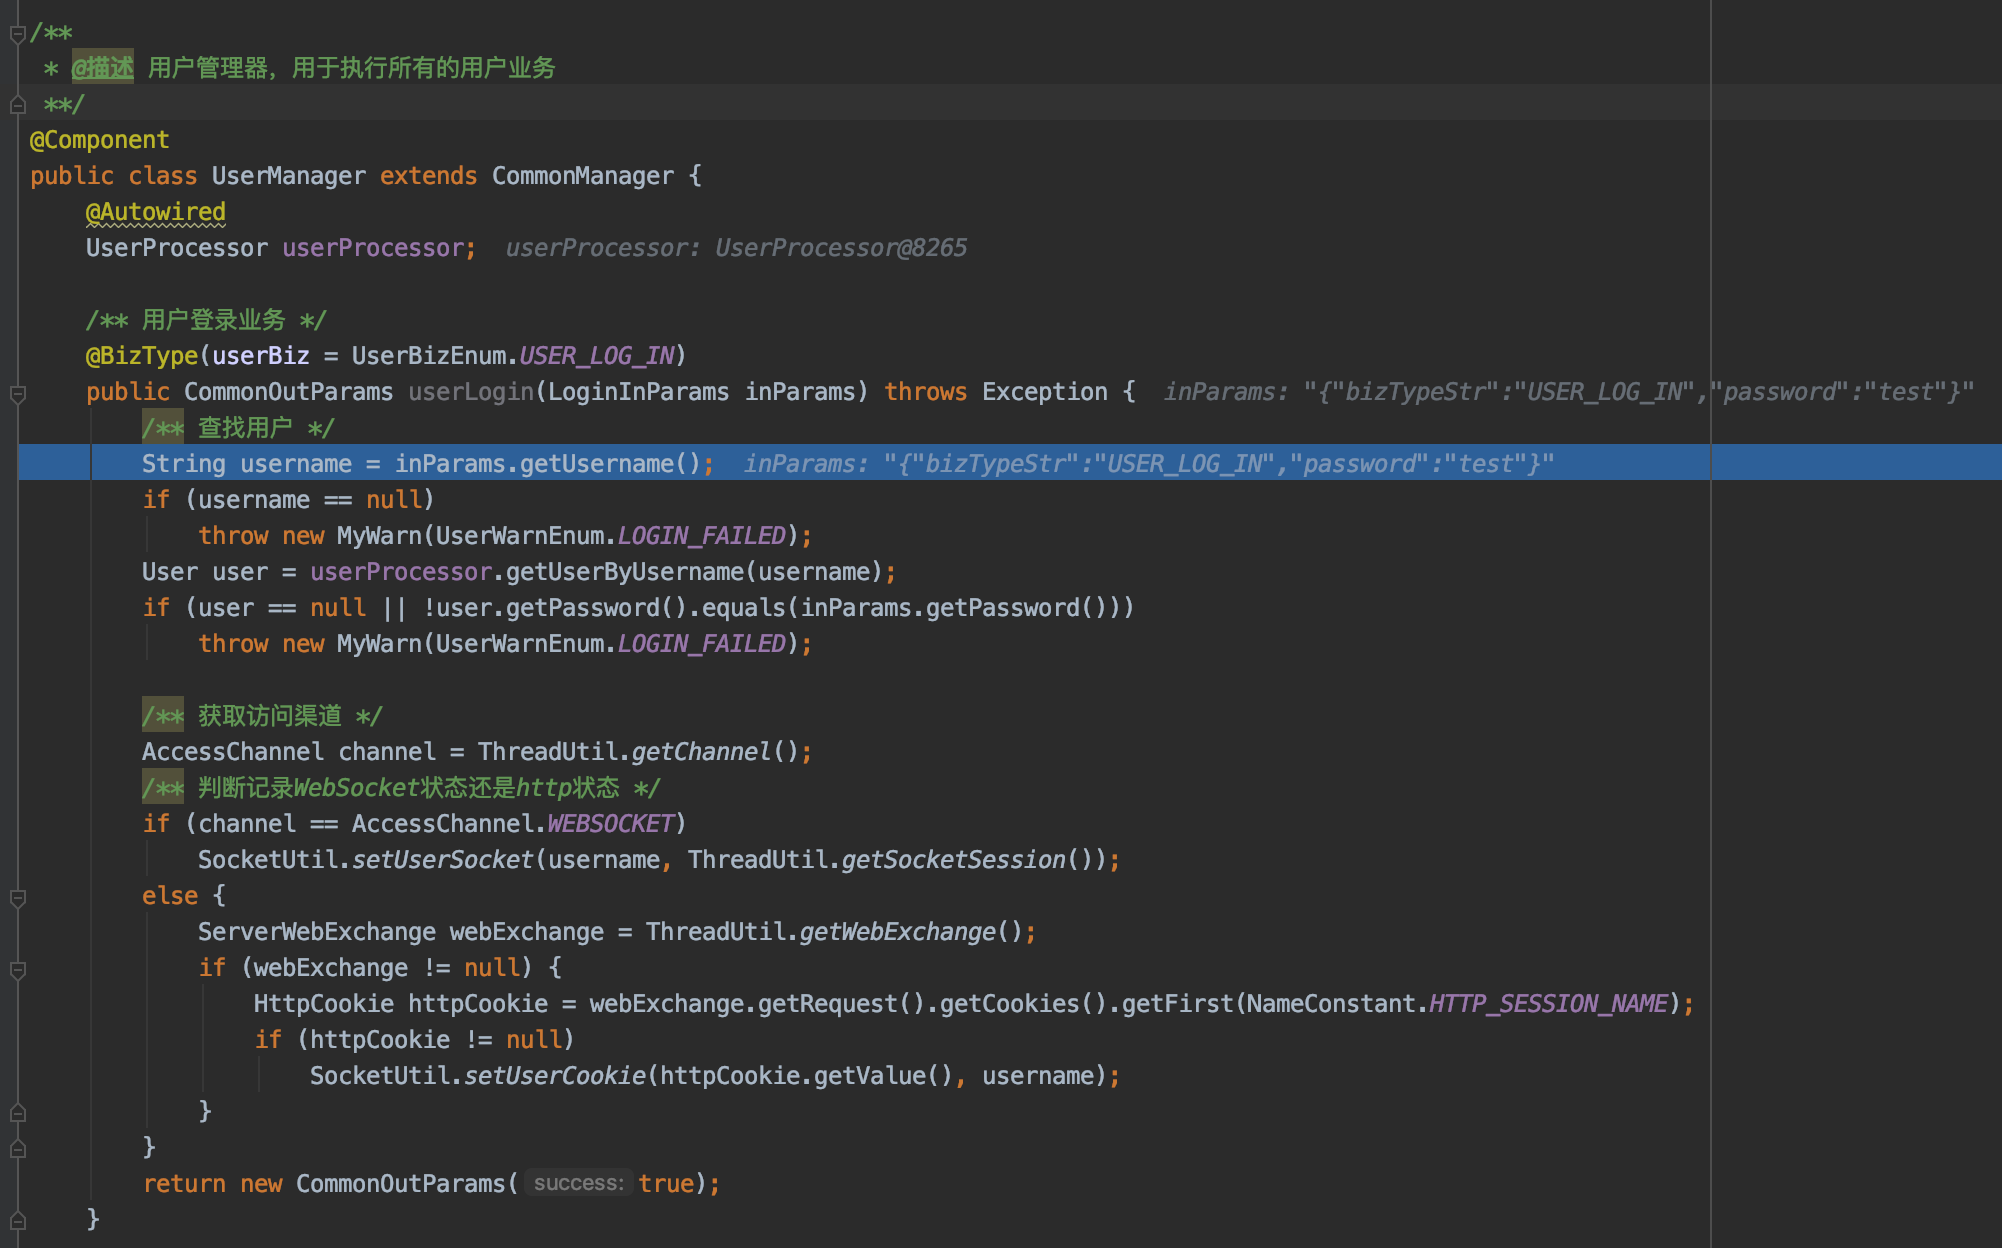 /**
 * @描述 用户管理器，用于执行所有的用户业务
 **/
@Component
public class UserManager extends CommonManager {
    @Autowired
    UserProcessor userProcessor;  userProcessor: UserProcessor@8265

    /** 用户登录业务 */
    @BizType(userBiz = UserBizEnum.USER_LOG_IN)
    public CommonOutParams userLogin(LoginInParams inParams) throws Exception {  inParams: "{"bizTypeStr":"USER_LOG_IN","password":"test"}"
        /** 查找用户 */
        String username = inParams.getUsername();  inParams: "{"bizTypeStr":"USER_LOG_IN","password":"test"}"
        if (username == null)
            throw new MyWarn(UserWarnEnum.LOGIN_FAILED);
        User user = userProcessor.getUserByUsername(username);
        if (user == null || !user.getPassword().equals(inParams.getPassword()))
            throw new MyWarn(UserWarnEnum.LOGIN_FAILED);

        /** 获取访问渠道 */
        AccessChannel channel = ThreadUtil.getChannel();
        /** 判断记录WebSocket状态还是http状态 */
        if (channel == AccessChannel.WEBSOCKET)
            SocketUtil.setUserSocket(username, ThreadUtil.getSocketSession());
        else {
            ServerWebExchange webExchange = ThreadUtil.getWebExchange();
            if (webExchange != null) {
                HttpCookie httpCookie = webExchange.getRequest().getCookies().getFirst(NameConstant.HTTP_SESSION_NAME);
                if (httpCookie != null)
                    SocketUtil.setUserCookie(httpCookie.getValue(), username);
            }
        }
        return new CommonOutParams( success: true);
    }